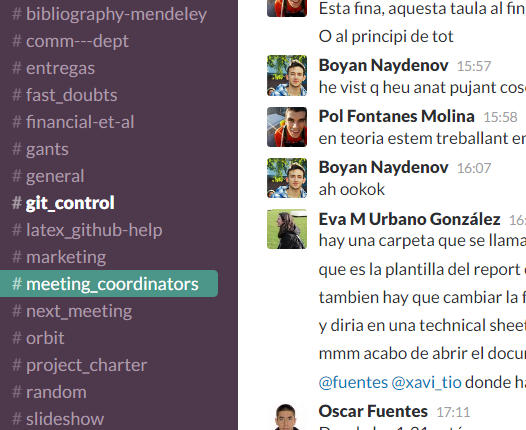 # bibliography-mendeley
# comm---dept
# entregas
# fast_doubts
# financial-et-al
# gants
# general
# git_control
# latex_github-help
# marketing
# meeting_coordinators
# next_meeting
# orbit
# project_charter
# random
# slideshow
Esta fina, aquesta taula al fin
O al principi de tot
Boyan Naydenov 15:57
he vist q heu anat pujant cos
Pol Fontanes Molina 15:58
en teoria estem treballant en
Boyan Naydenov 16:07
ah ookok
Eva M Urbano González 16:
hay una carpeta que se llama
que es la plantilla del report
tambien hay que cambiar la f
y diria en una technical sheet
mmm acabo de abrir el docu
@fuentes @xavi_tio donde ha
Oscar Fuentes 17:11